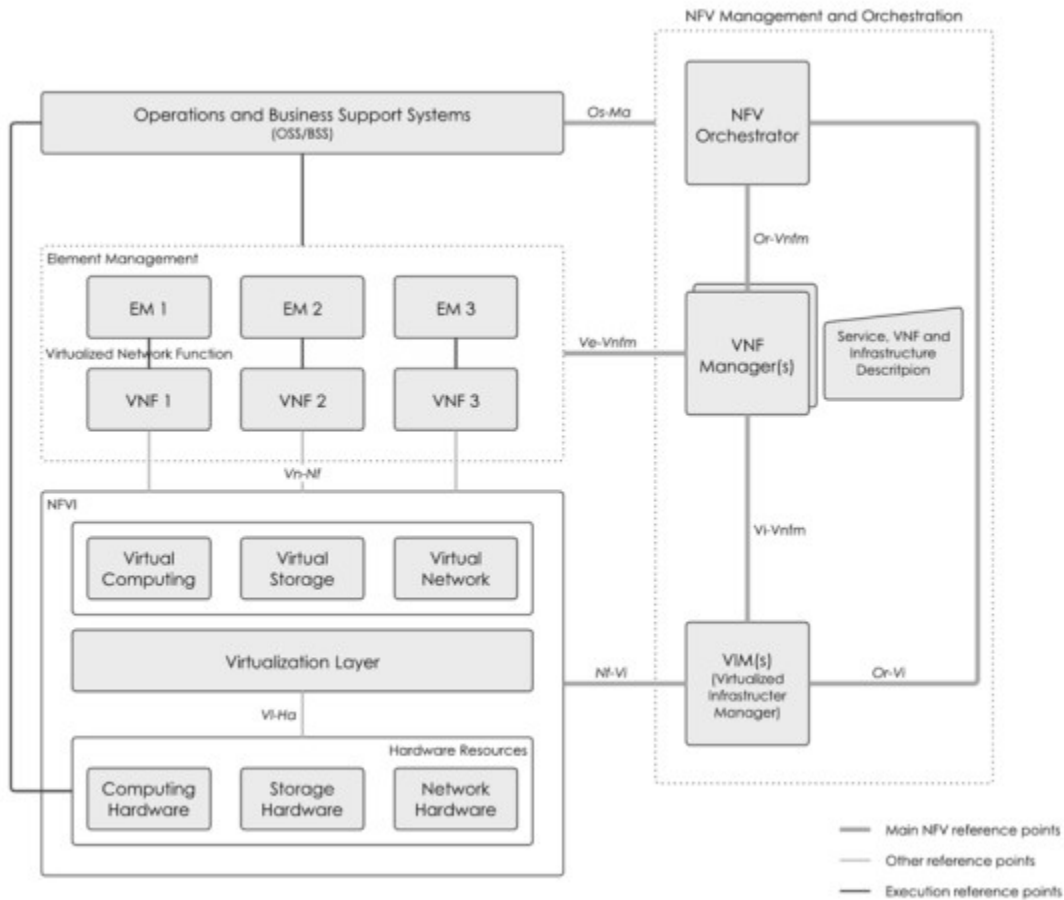 NFV Management and Orchestration
Operations and Business Support Systems
(OSS/BSS)
Os-Ma
NFV
Orchestrator
Or-Vnfm
Element Management
EM 1
EM 2
EM 3
Virtualized Network Function
VNF 1
VNF 2
VNF 3
Ve-Vnfm
VNF
Manager(s)
Service, VNF and
Infrastructure
Descritpion
Vn-Nf
NFVI
Virtual
Computing
Virtual
Storage
Virtual
Network
Vi-Vnfm
Virtualization Layer
Nf-Vi
VIM(s)
(Virtualized
Infrastructer
Manager)
Or-Vi
Vl-Ha
Hardware Resources
Computing
Hardware
Storage
Hardware
Network
Hardware
Main NFV reference points
Other reference points
Execution reference points